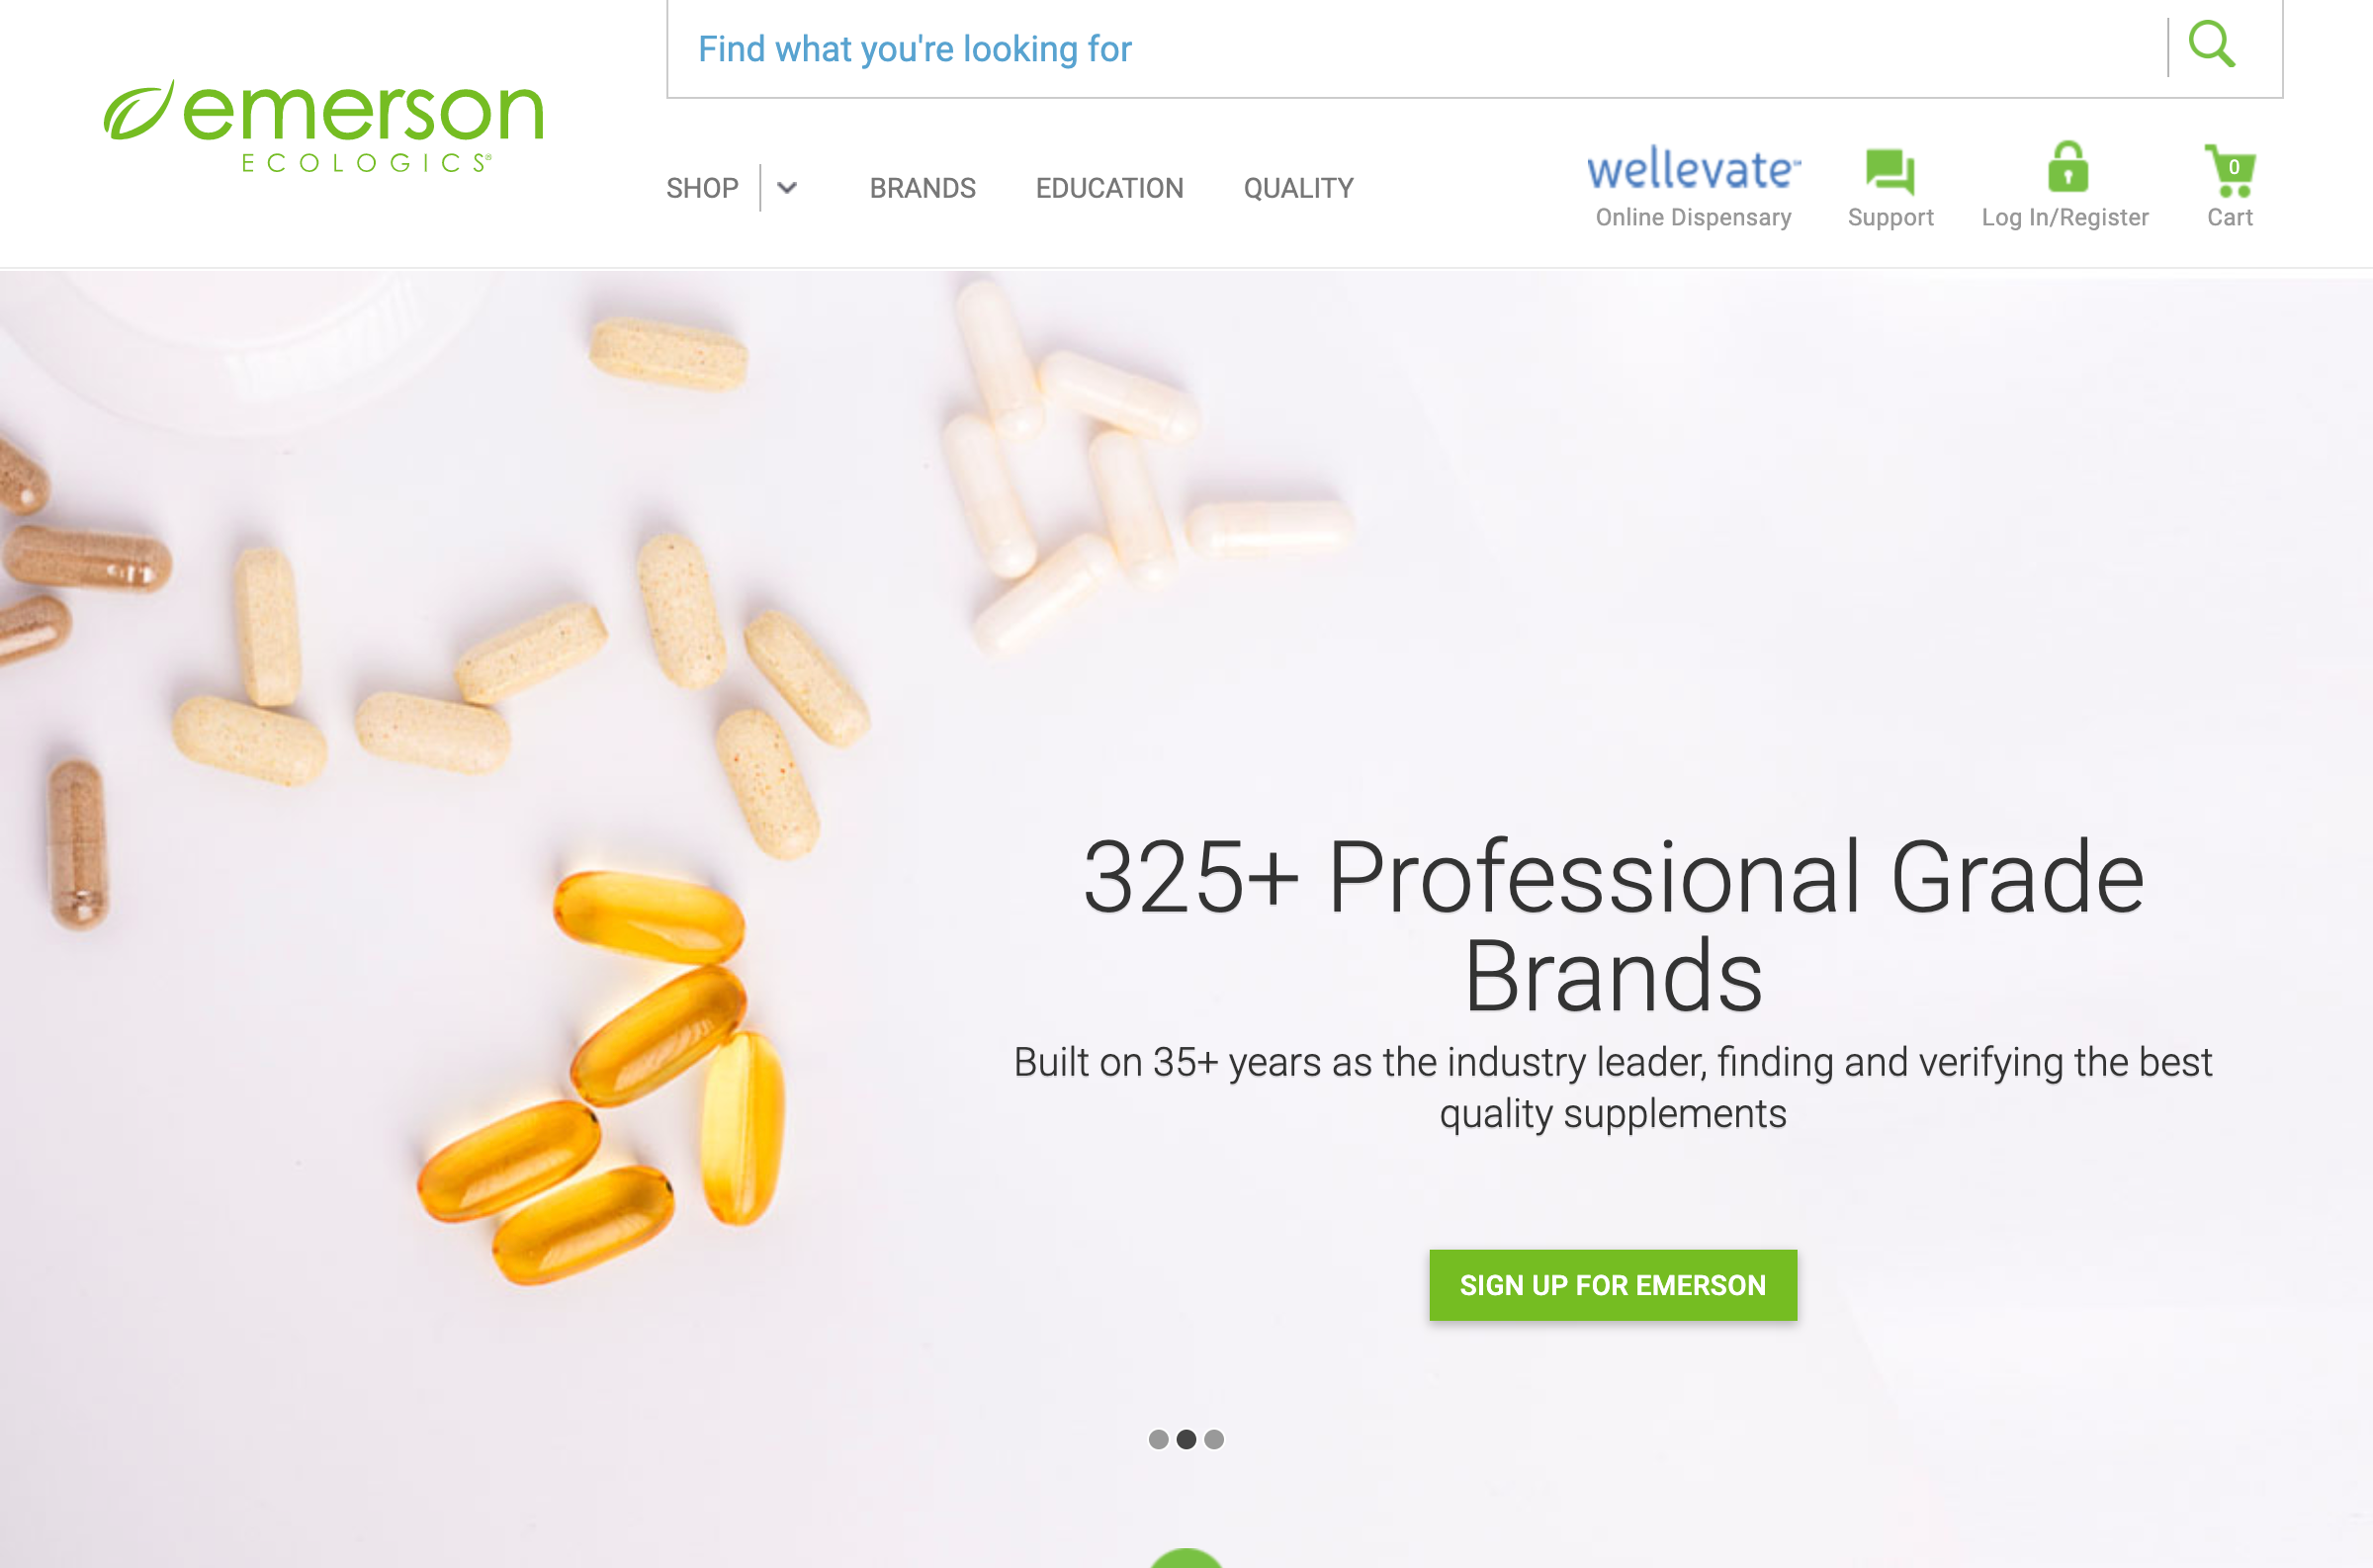 Find what you're looking for
emerson
ECOLOGICS®
SHOP
BRANDS
EDUCATION
QUALITY
wellevate℠
Online Dispensary
Support
Log In/Register
0
Cart
325+ Professional Grade
Brands
Built on 35+ years as the industry leader, finding and verifying the best
quality supplements
SIGN UP FOR EMERSON